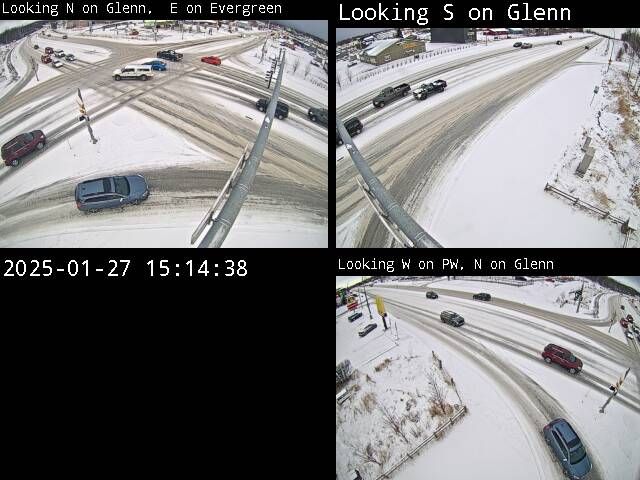 Looking N on Glenn,  E on Evergreen
Looking S on Glenn
2025-01-27 15:14:38
Looking W on PW, N on Glenn